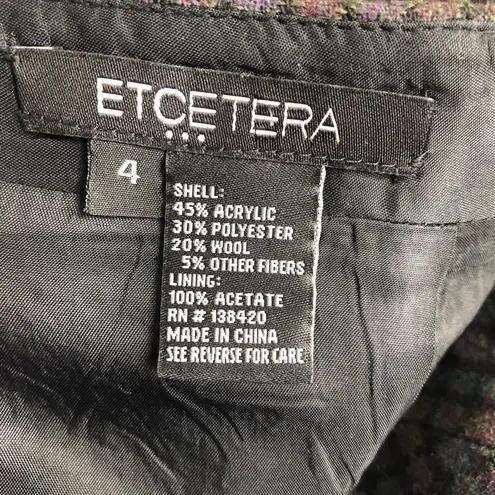 ETCETERA
4
SHELL:
45% ACRYLIC
30% POLYESTER
20% WOOL
5% OTHER FIBERS
LINING:
100% ACETATE
RN # 138420
MADE IN CHINA
SEE REVERSE FOR CARE